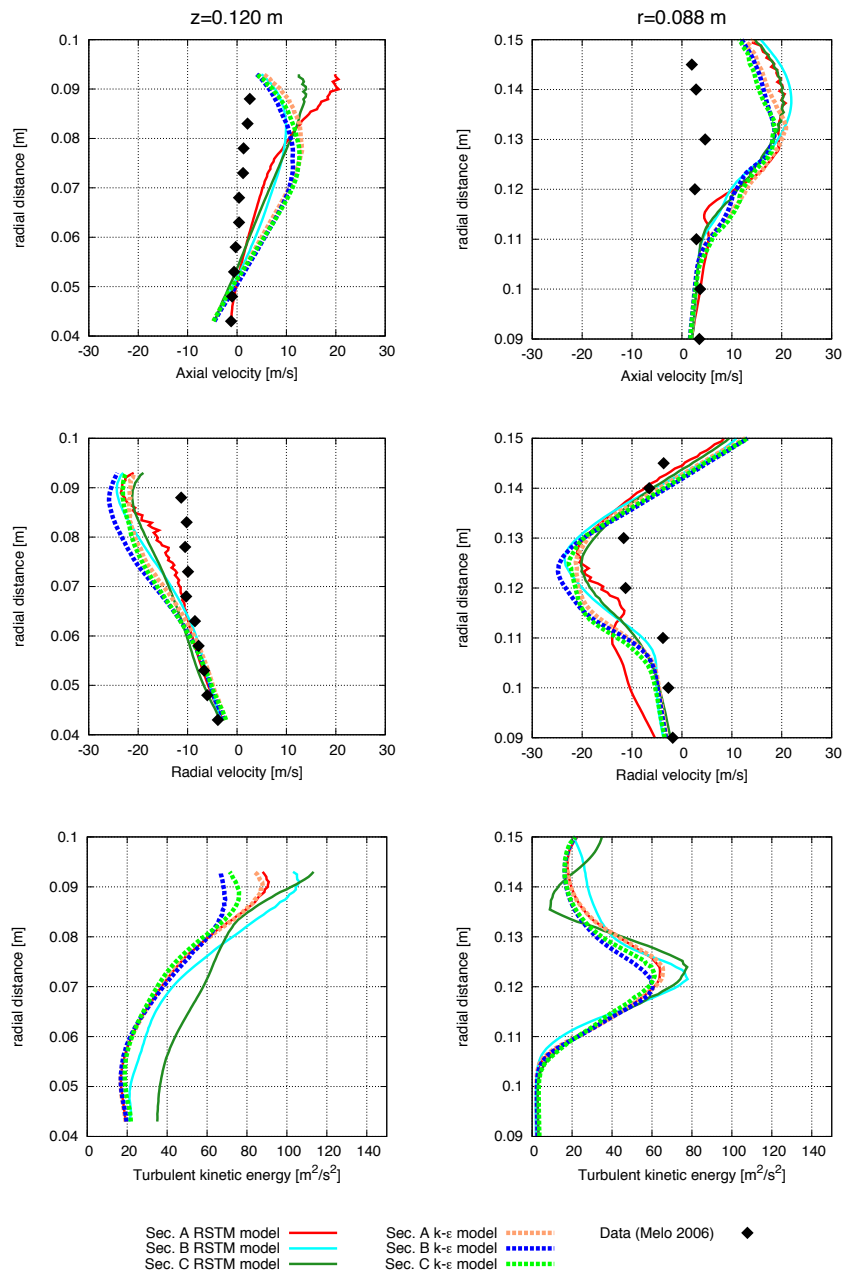 z=0.120 m
r=0.088 m
0.1
0.09
0.08
0.07
0.06
0.05
0.04
radial distance [m]
-30 -20 -10 0 10 20 30
Axial velocity [m/s]
0.15
0.14
0.13
0.12
0.11
0.1
0.09
radial distance [m]
-30 -20 -10 0 10 20 30
Axial velocity [m/s]
0.1
0.09
0.08
0.07
0.06
0.05
0.04
radial distance [m]
-30 -20 -10 0 10 20 30
Radial velocity [m/s]
0.15
0.14
0.13
0.12
0.11
0.1
0.09
radial distance [m]
-30 -20 -10 0 10 20 30
Radial velocity [m/s]
0.1
0.09
0.08
0.07
0.06
0.05
0.04
radial distance [m]
0 20 40 60 80 100 120 140
Turbulent kinetic energy [m²/s²]
0.15
0.14
0.13
0.12
0.11
0.1
0.09
radial distance [m]
0 20 40 60 80 100 120 140
Turbulent kinetic energy [m²/s²]
Sec. A RSTM model
Sec. B RSTM model
Sec. C RSTM model
Sec. A k-ε model
Sec. B k-ε model
Sec. C k-ε model
Data (Melo 2006)